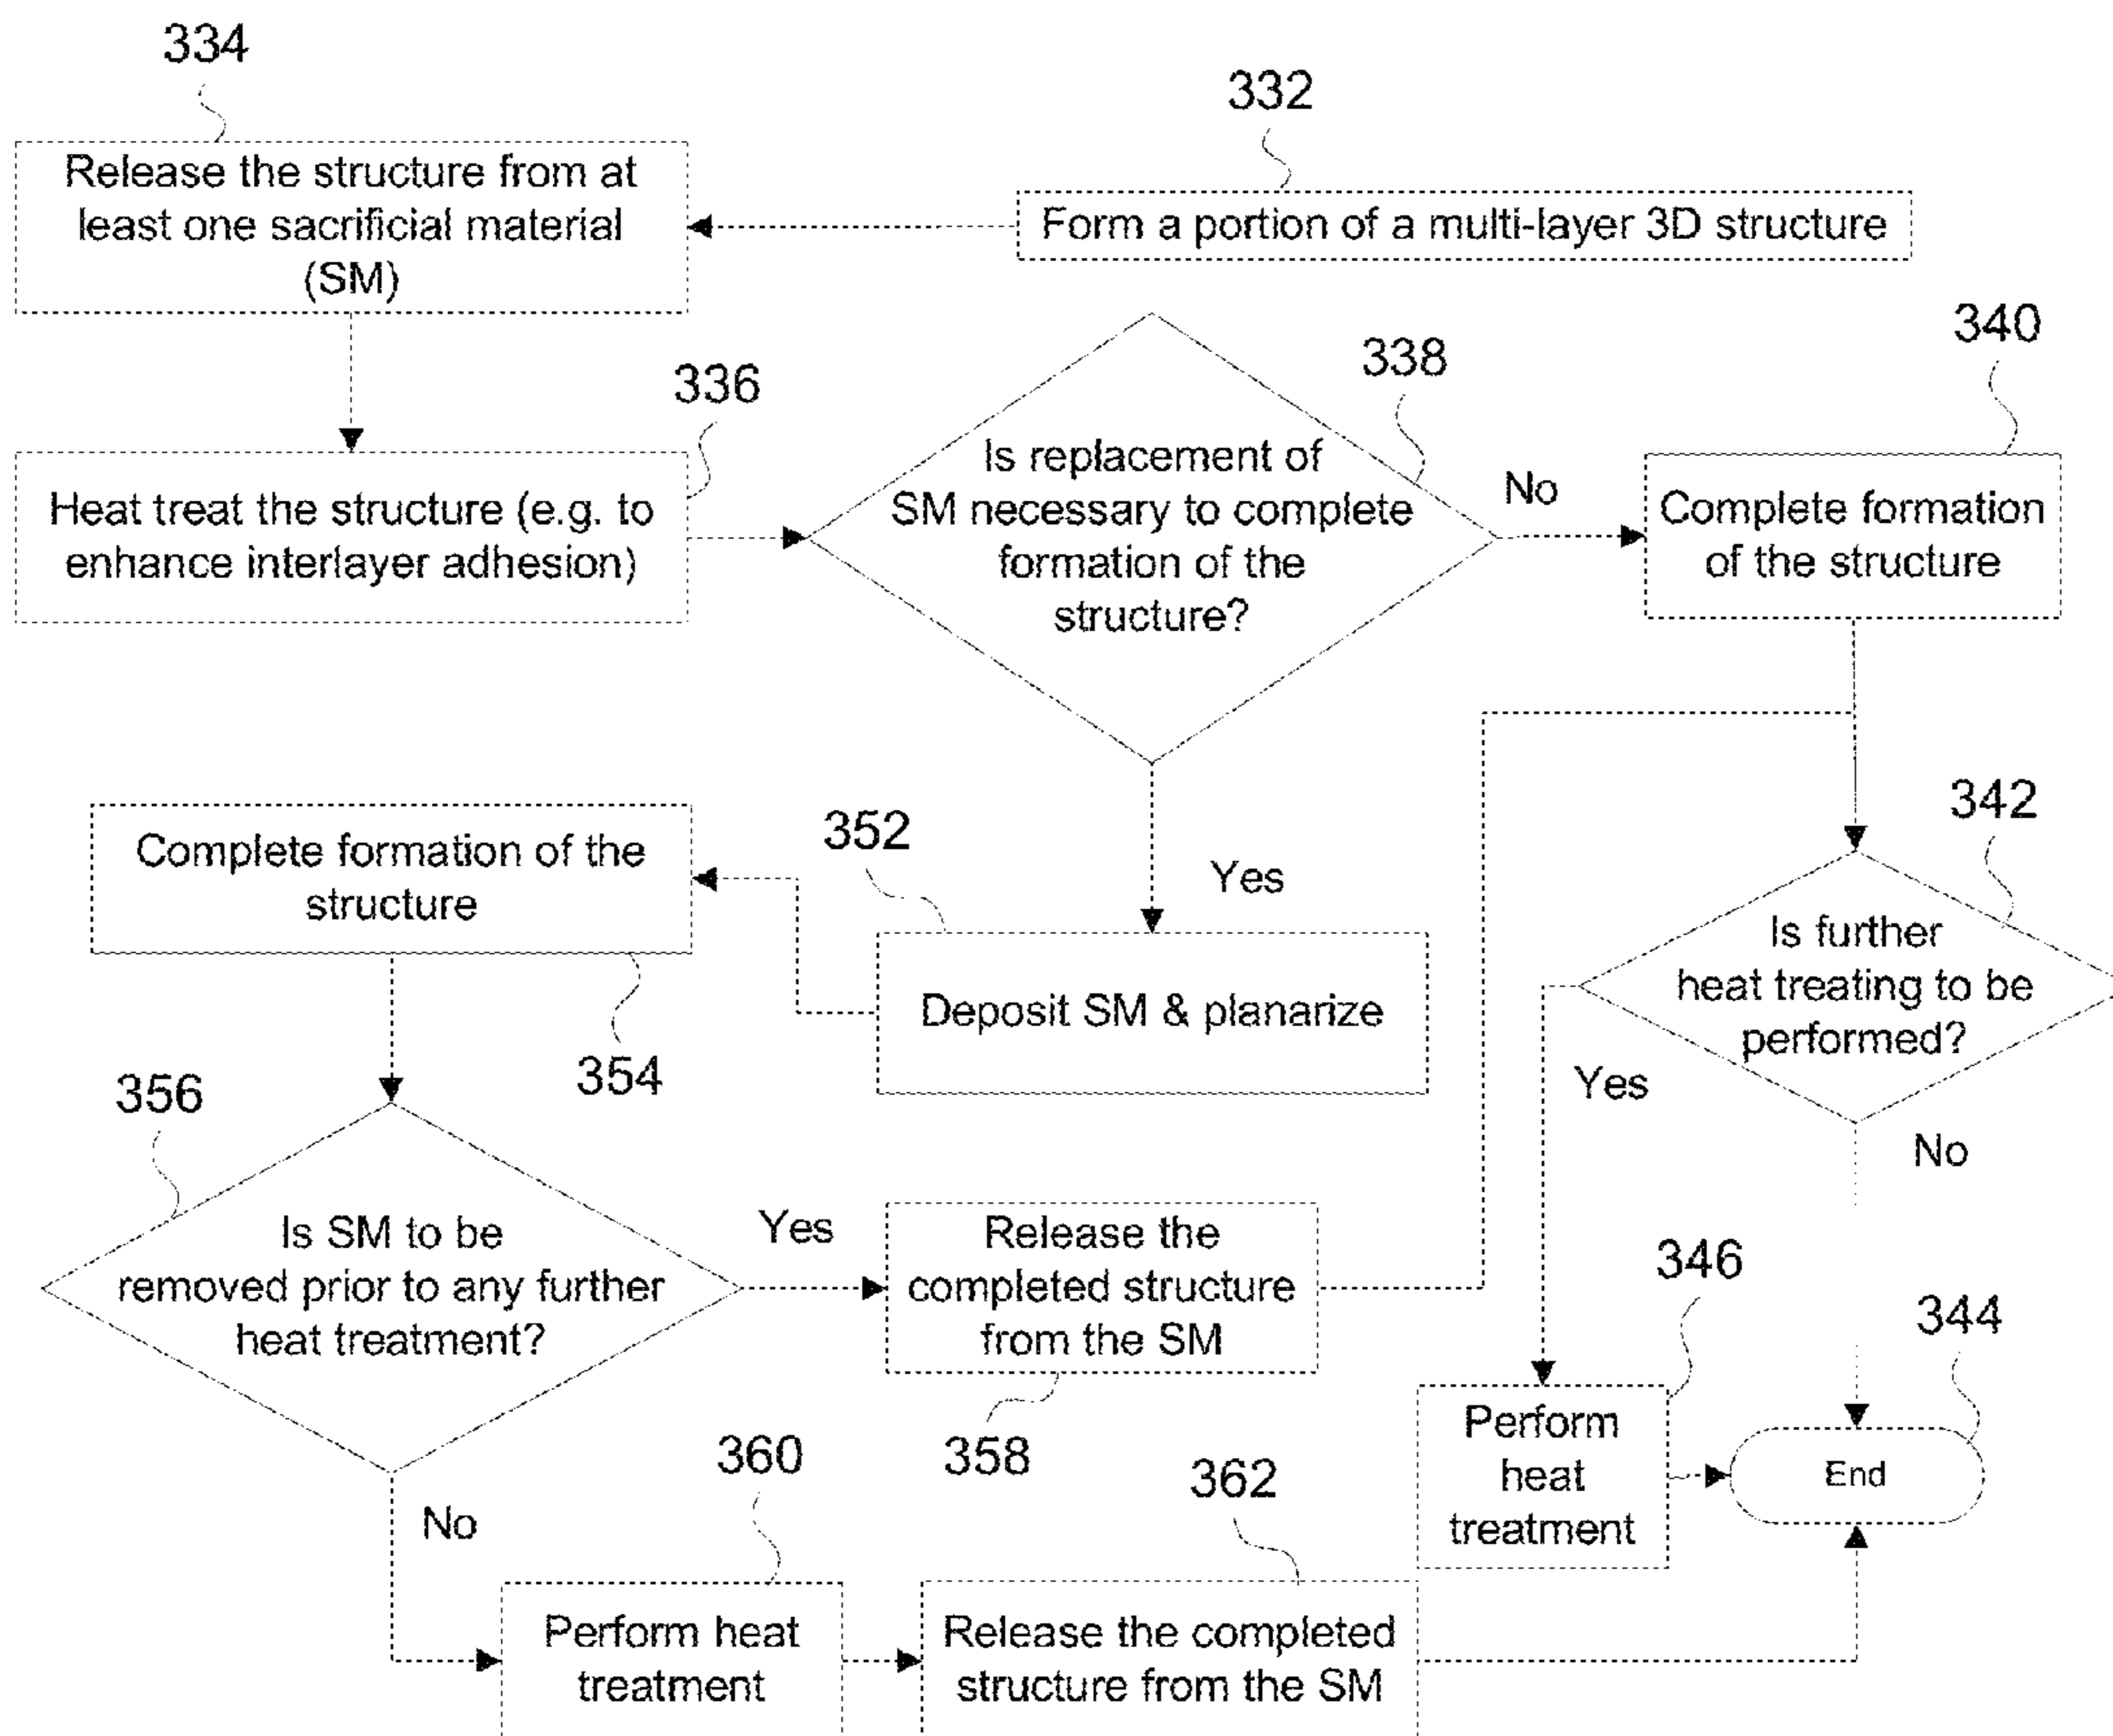 334
332
Release the structure from at
least one sacrificial material
(SM)
Form a portion of a multi-layer 3D structure
336
338
340
Heat treat the structure (e.g. to
enhance interlayer adhesion)
Is replacement of
SM necessary to complete
formation of the
structure?
No
Complete formation
of the structure
Yes
352
Complete formation of the
structure
354
Deposit SM & planarize
342
Is further
heat treating to be
performed?
Yes
No
356
Is SM to be
removed prior to any further
heat treatment?
Yes
Release the
completed structure
from the SM
358
346
344
Perform
heat
treatment
End
No
360
362
Perform heat
treatment
Release the completed
structure from the SM